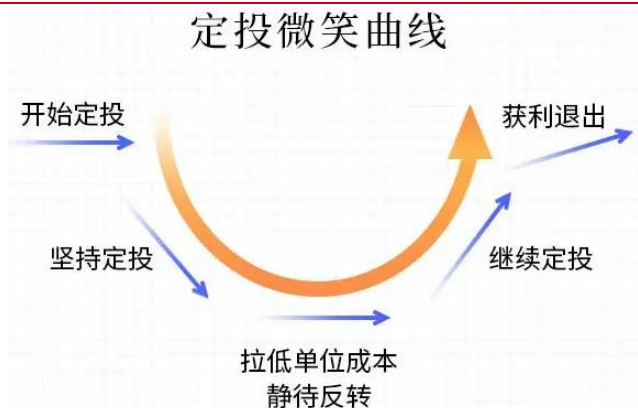 定投微笑曲线
开始定投
获利退出
坚持定投
继续定投
拉低单位成本
静待反转